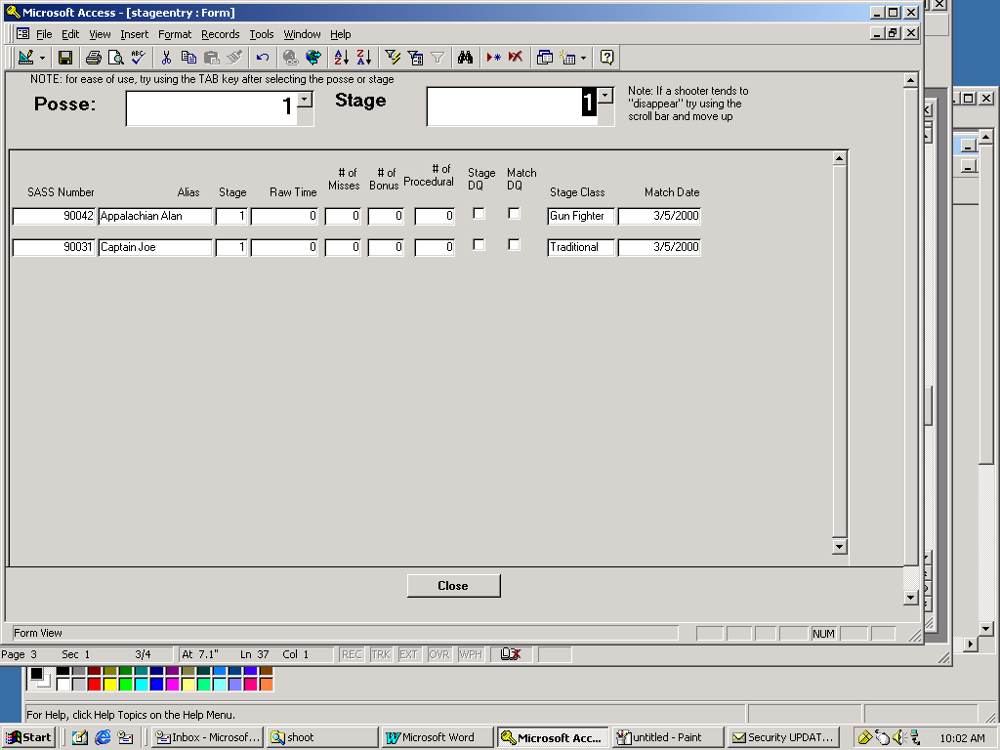 Microsoft Access - [stageentry : Form]
File Edit View Insert Format Records Tools Window Help
NOTE: for ease of use, try using the TAB key after selecting the posse or stage
Posse: 1 Stage 1
Note: If a shooter tends to
"disappear" try using the
scroll bar and move up
SASS Number Alias Stage Raw Time # of Misses # of Bonus # of Procedural Stage DQ Match DQ Stage Class Match Date
90042 Appalachian Alan 1 0 0 0 0 Gun Fighter 3/5/2000
90031 Captain Joe 1 0 0 0 0 Traditional 3/5/2000
Close
Form View NUM
Page 3 Sec 1 3/4 At 7.1" Ln 37 Col 1 REC TRK EXT OVR WPH
For Help, click Help Topics on the Help Menu.
Start Inbox - Microsof... shoot Microsoft Word Microsoft Acc... untitled - Paint Security UPDAT... 10:02 AM